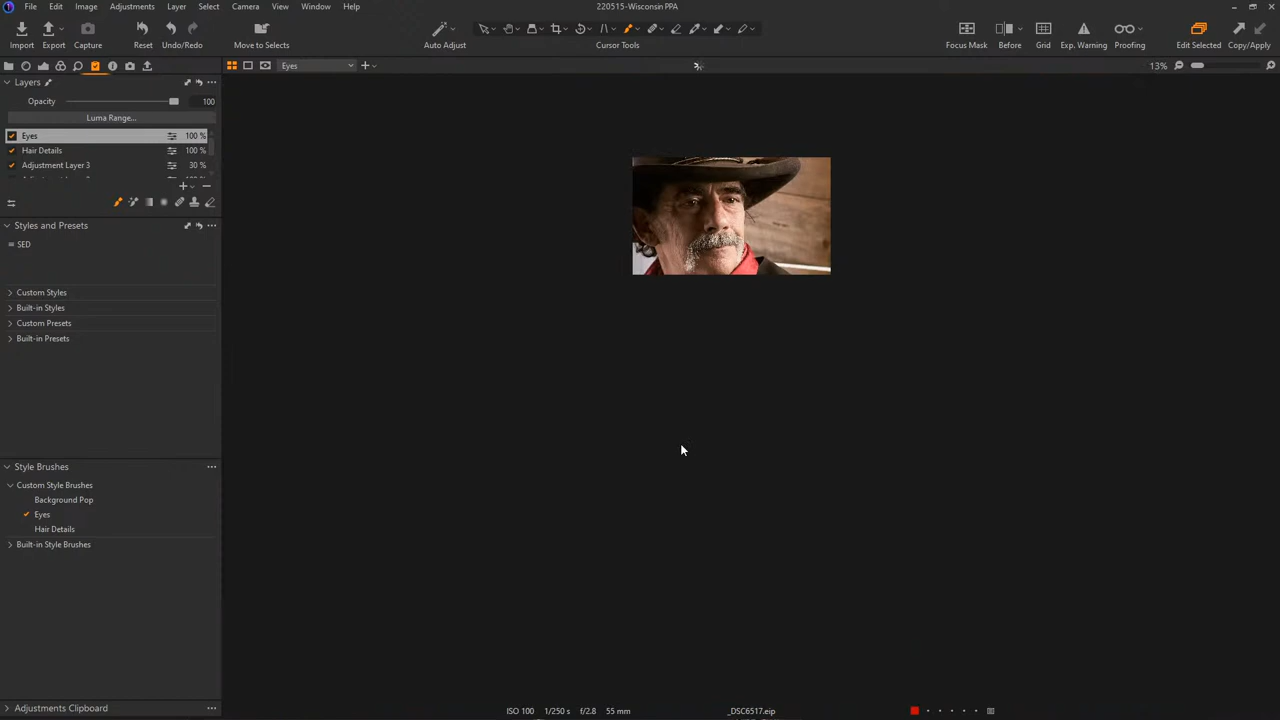 File Edit Image Adjustments Layer Select Camera View Window Help
220515-Wisconsin PPA
Import Export Capture Reset Undo/Redo Move to Selects Auto Adjust Cursor Tools Focus Mask Before Grid Exp. Warning Proofing Edit Selected Copy/Apply
Eyes
13%
Layers
Opacity 100
Luma Range...
Eyes 100 %
Hair Details 100 %
Adjustment Layer 3 30 %
Styles and Presets
SED
Custom Styles
Built-in Styles
Custom Presets
Built-in Presets
Style Brushes
Custom Style Brushes
Background Pop
Eyes
Hair Details
Built-in Style Brushes
Adjustments Clipboard
ISO 100 1/250 s f/2.8 55 mm _DSC6517.eip